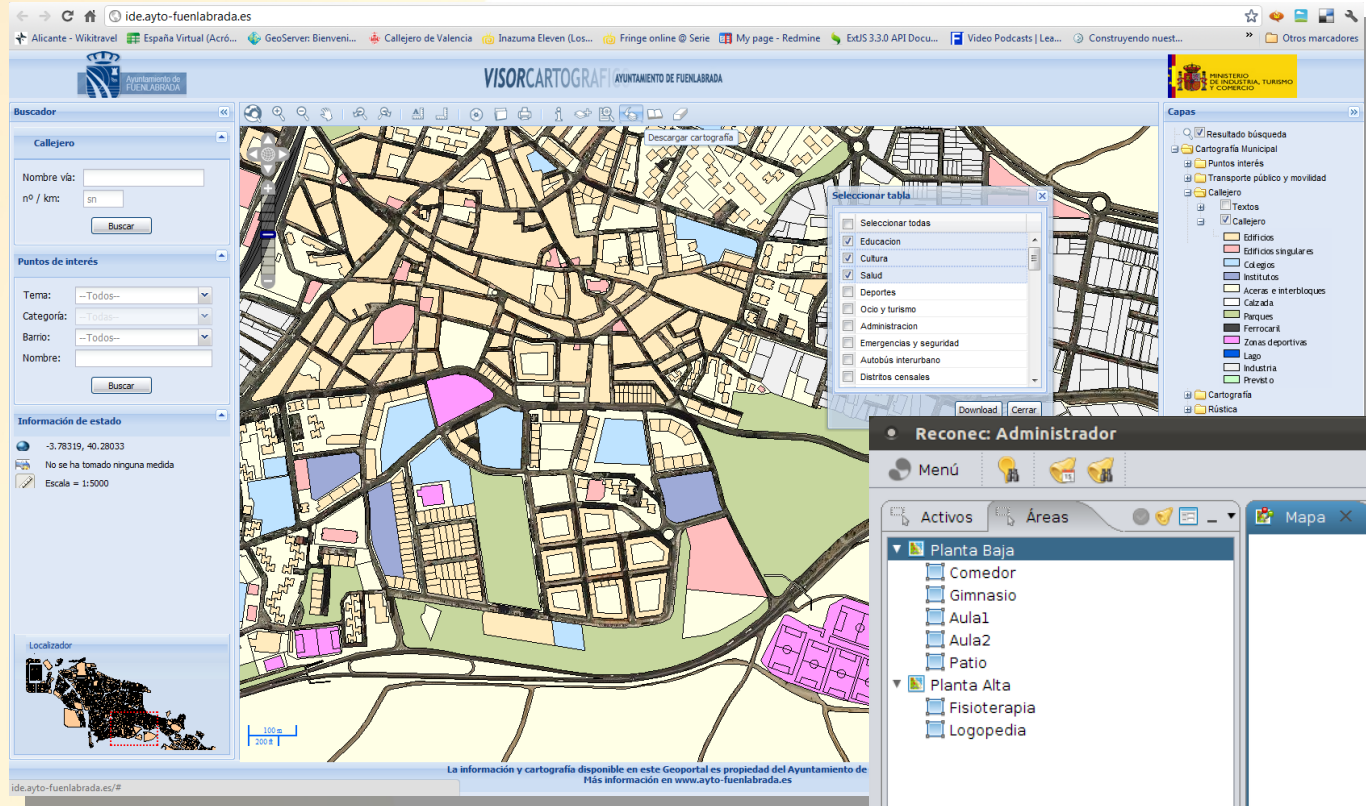 ide.ayto-fuenlabrada.es
Alicante - Wikitravel España Virtual (Acró... GeoServer: Bienveni... Callejero de Valencia Inazuma Eleven (Los... Fringe online @ Serie My page - Redmine ExtJS 3.3.0 API Docu... Video Podcasts | Lea... Construyendo nuest... » Otros marcadores
Ayuntamiento de
FUENLABRADA
VISORCARTOGRAFICO AYUNTAMIENTO DE FUENLABRADA
MINISTERIO
DE INDUSTRIA, TURISMO
Y COMERCIO
Buscador
Callejero
Nombre vía:
nº / km: sn
Buscar
Puntos de interés
Tema: --Todos--
Categoría: --Todas--
Barrio: --Todos--
Nombre:
Buscar
Información de estado
-3.78319, 40.28033
No se ha tomado ninguna medida
Escala = 1:5000
Localizador
Descargar cartografía
100 m
200 ft
Seleccionar tabla
Seleccionar todas
Educacion
Cultura
Salud
Deportes
Ocio y turismo
Administracion
Emergencias y seguridad
Autobús interurbano
Distritos censales
Download Cerrar
Capas
Resultado búsqueda
Cartografía Municipal
Puntos interés
Transporte público y movilidad
Callejero
Textos
Callejero
Edificios
Edificios singulares
Colegios
Institutos
Aceras e interbloques
Calzada
Parques
Ferrocaril
Zonas deportivas
Lago
Industria
Previsto
Cartografía
Rústica
La información y cartografía disponible en este Geoportal es propiedad del Ayuntamiento de
Más información en www.ayto-fuenlabrada.es
ide.ayto-fuenlabrada.es/#
Reconec: Administrador
Menú
Activos Áreas Mapa
Planta Baja
Comedor
Gimnasio
Aula1
Aula2
Patio
Planta Alta
Fisioterapia
Logopedia